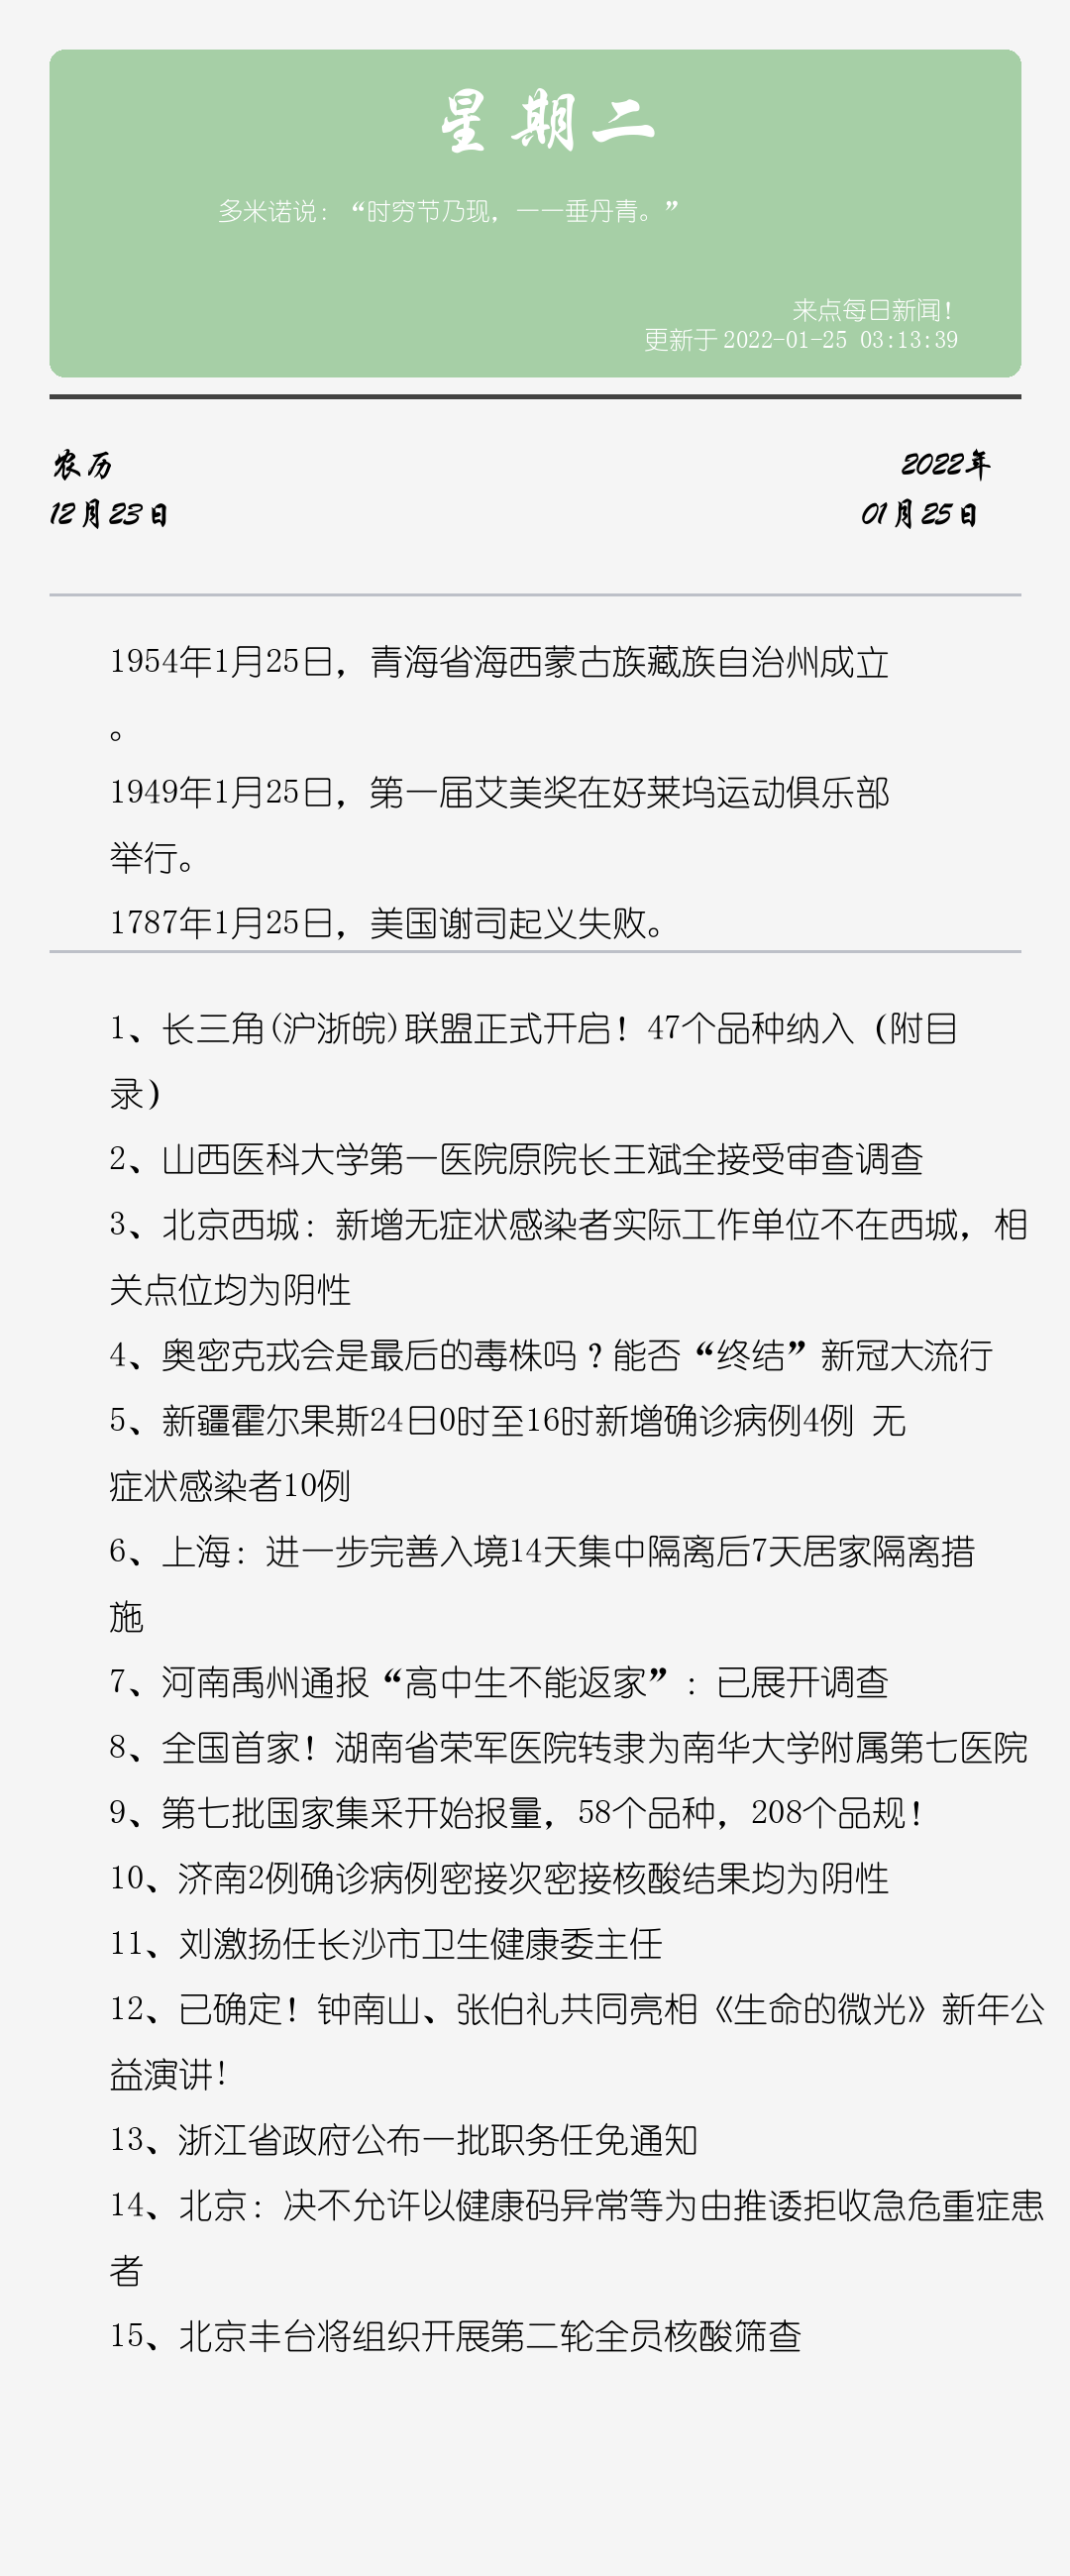 星期二
多米诺说：“时穷节乃现，一一垂丹青。”
来点每日新闻!
更新于 2022-01-25 03:13:39
农历
2022年
12月23日
01月25日
1954年1月25日，青海省海西蒙古族藏族自治州成立
。
1949年1月25日，第一届艾美奖在好莱坞运动俱乐部
举行。
1787年1月25日，美国谢司起义失败。
1、长三角(沪浙皖)联盟正式开启！47个品种纳入（附目
录）
2、山西医科大学第一医院原院长王斌全接受审查调查
3、北京西城：新增无症状感染者实际工作单位不在西城，相
关点位均为阴性
4、奥密克戎会是最后的毒株吗？能否“终结”新冠大流行
5、新疆霍尔果斯24日0时至16时新增确诊病例4例 无
症状感染者10例
6、上海：进一步完善入境14天集中隔离后7天居家隔离措
施
7、河南禹州通报“高中生不能返家”：已展开调查
8、全国首家！湖南省荣军医院转隶为南华大学附属第七医院
9、第七批国家集采开始报量，58个品种，208个品规！
10、济南2例确诊病例密接次密接核酸结果均为阴性
11、刘激扬任长沙市卫生健康委主任
12、已确定！钟南山、张伯礼共同亮相《生命的微光》新年公
益演讲!
13、浙江省政府公布一批职务任免通知
14、北京：决不允许以健康码异常等为由推诿拒收急危重症患
者
15、北京丰台将组织开展第二轮全员核酸筛查